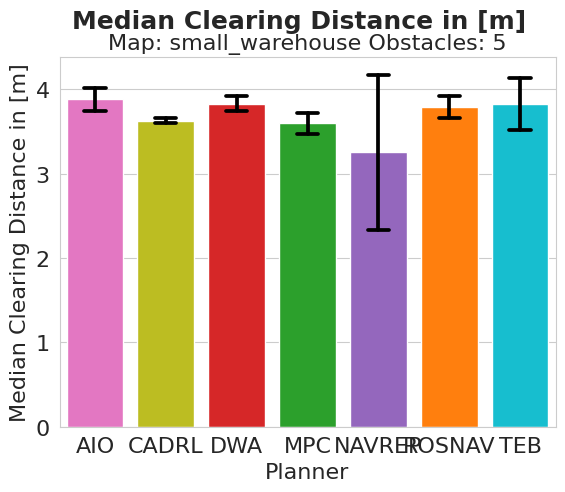 Median Clearing Distance in [m]
Map: small_warehouse Obstacles: 5
Median Clearing Distance in [m]
4
3
2
1
0
AIO CADRL DWA MPC NAVREP ROSNAV TEB
Planner